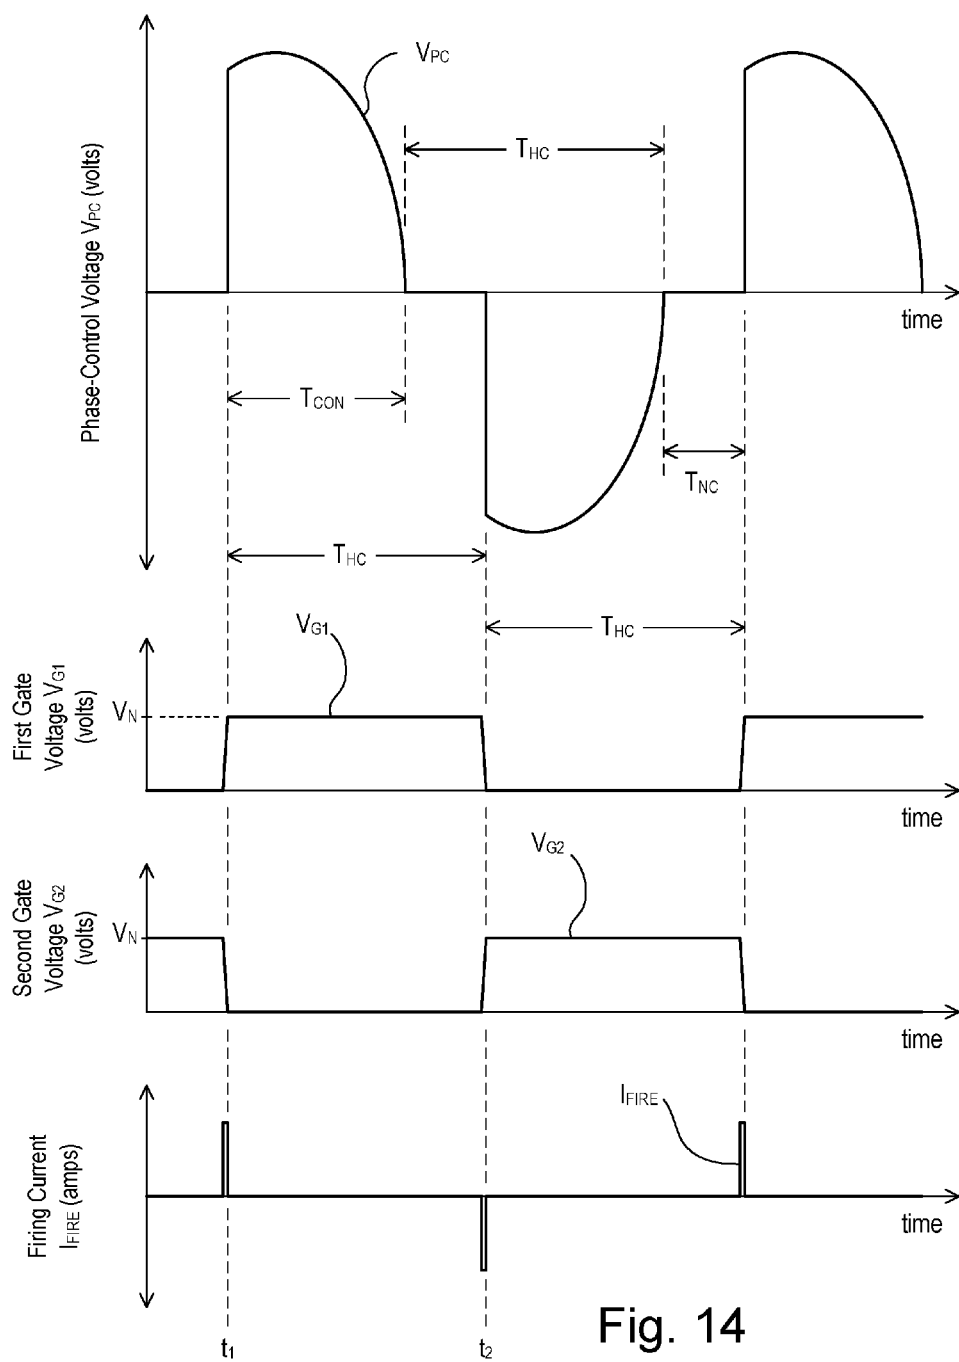 Phase-Control Voltage VPC (volts)
VPC
THC
time
TCON
TNC
THC
THC
First Gate
Voltage VG1
(volts)
VG1
VN
time
Second Gate
Voltage VG2
(volts)
VG2
VN
time
Firing Current
IFIRE (amps)
IFIRE
time
t1
t2
Fig. 14